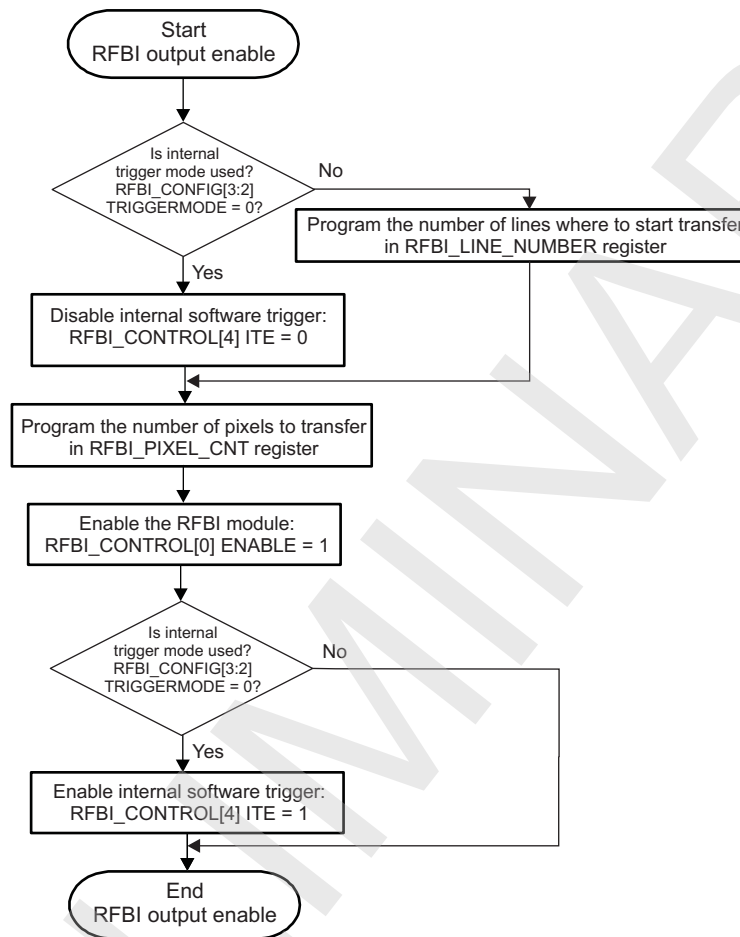 Start
RFBI output enable
Is internal
trigger mode used?
RFBI_CONFIG[3:2]
TRIGGERMODE = 0?
No
Program the number of lines where to start transfer
in RFBI_LINE_NUMBER register
Yes
Disable internal software trigger:
RFBI_CONTROL[4] ITE = 0
Program the number of pixels to transfer
in RFBI_PIXEL_CNT register
Enable the RFBI module:
RFBI_CONTROL[0] ENABLE = 1
Is internal
trigger mode used?
RFBI_CONFIG[3:2]
TRIGGERMODE = 0?
No
Yes
Enable internal software trigger:
RFBI_CONTROL[4] ITE = 1
End
RFBI output enable